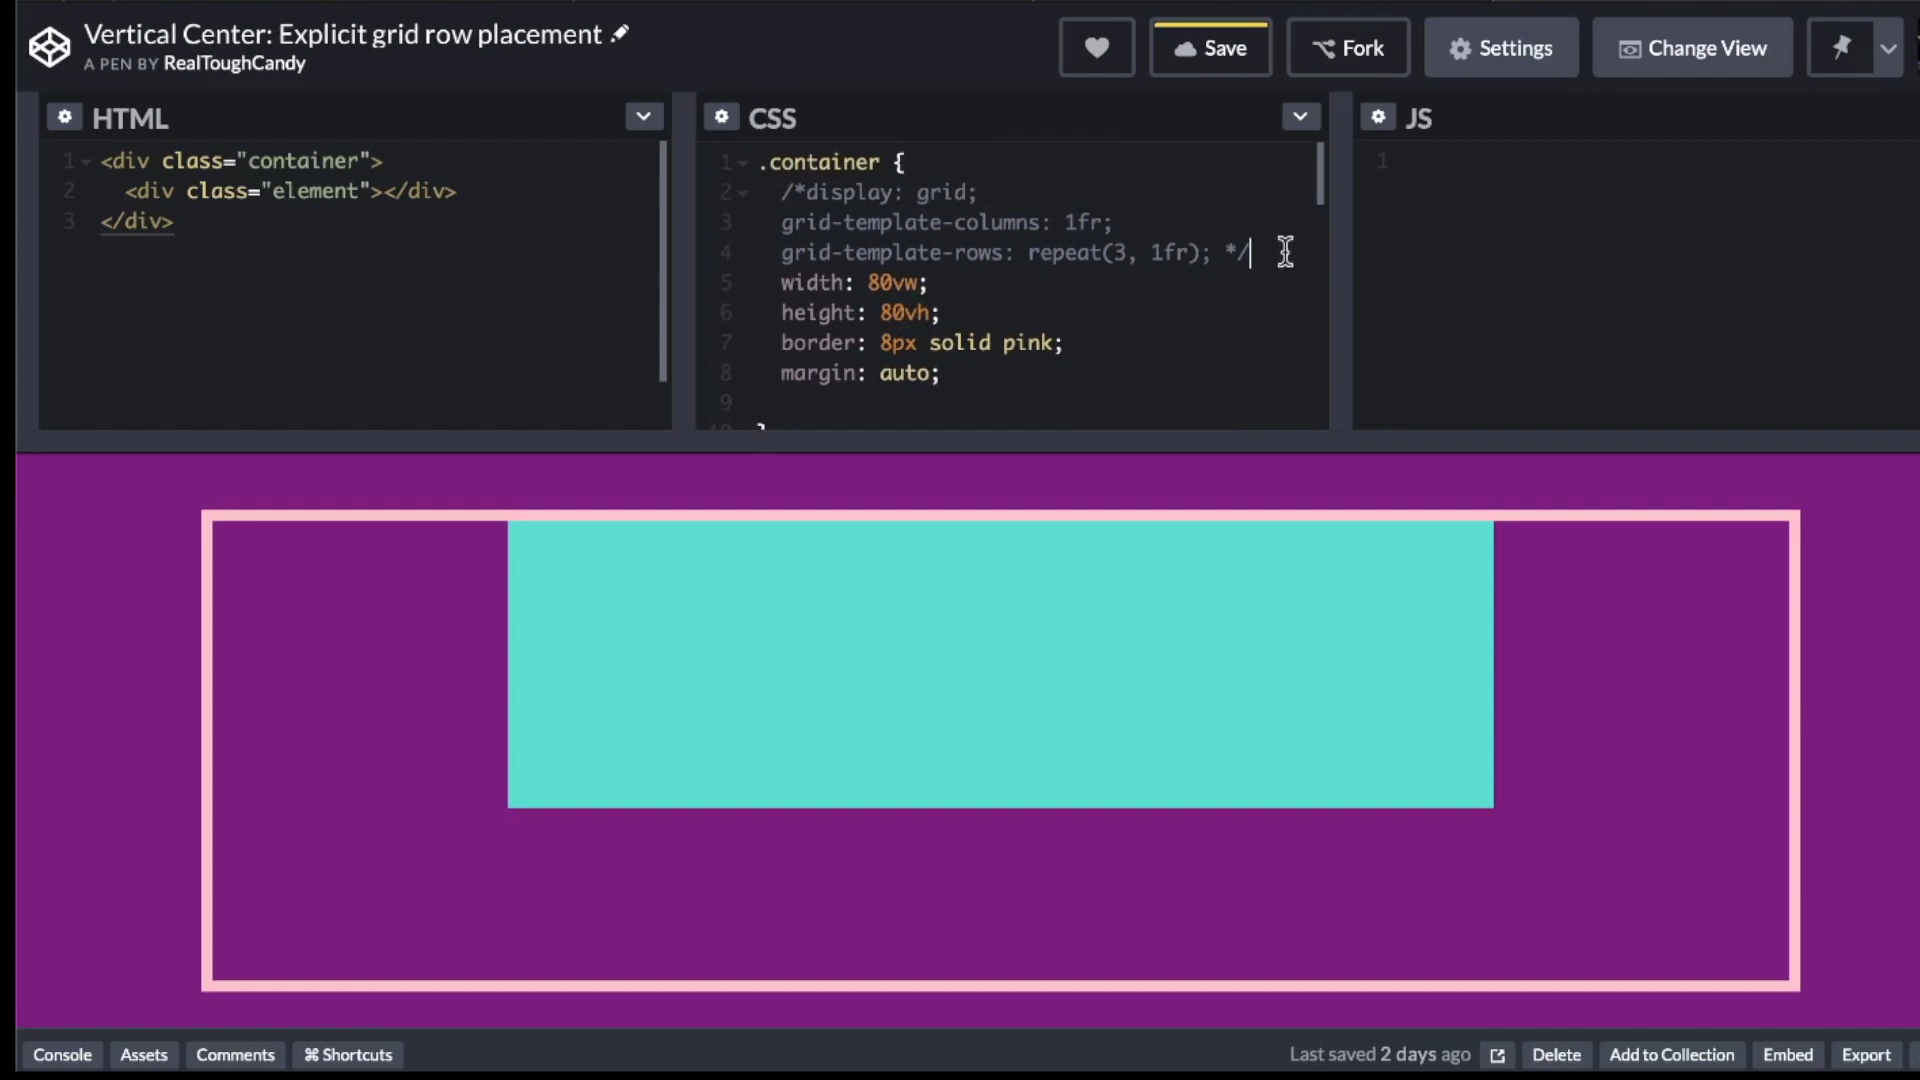 Vertical Center: Explicit grid row placement
A PEN BY RealToughCandy
Save
Fork
Settings
Change View
HTML
1 <div class="container">
2 <div class="element"></div>
3 </div>
CSS
1 .container {
2 /*display: grid;
3 grid-template-columns: 1fr;
4 grid-template-rows: repeat(3, 1fr); */
5 width: 80vw;
6 height: 80vh;
7 border: 8px solid pink;
8 margin: auto;
9
JS
1
Console
Assets
Comments
⌘ Shortcuts
Last saved 2 days ago
Delete
Add to Collection
Embed
Export